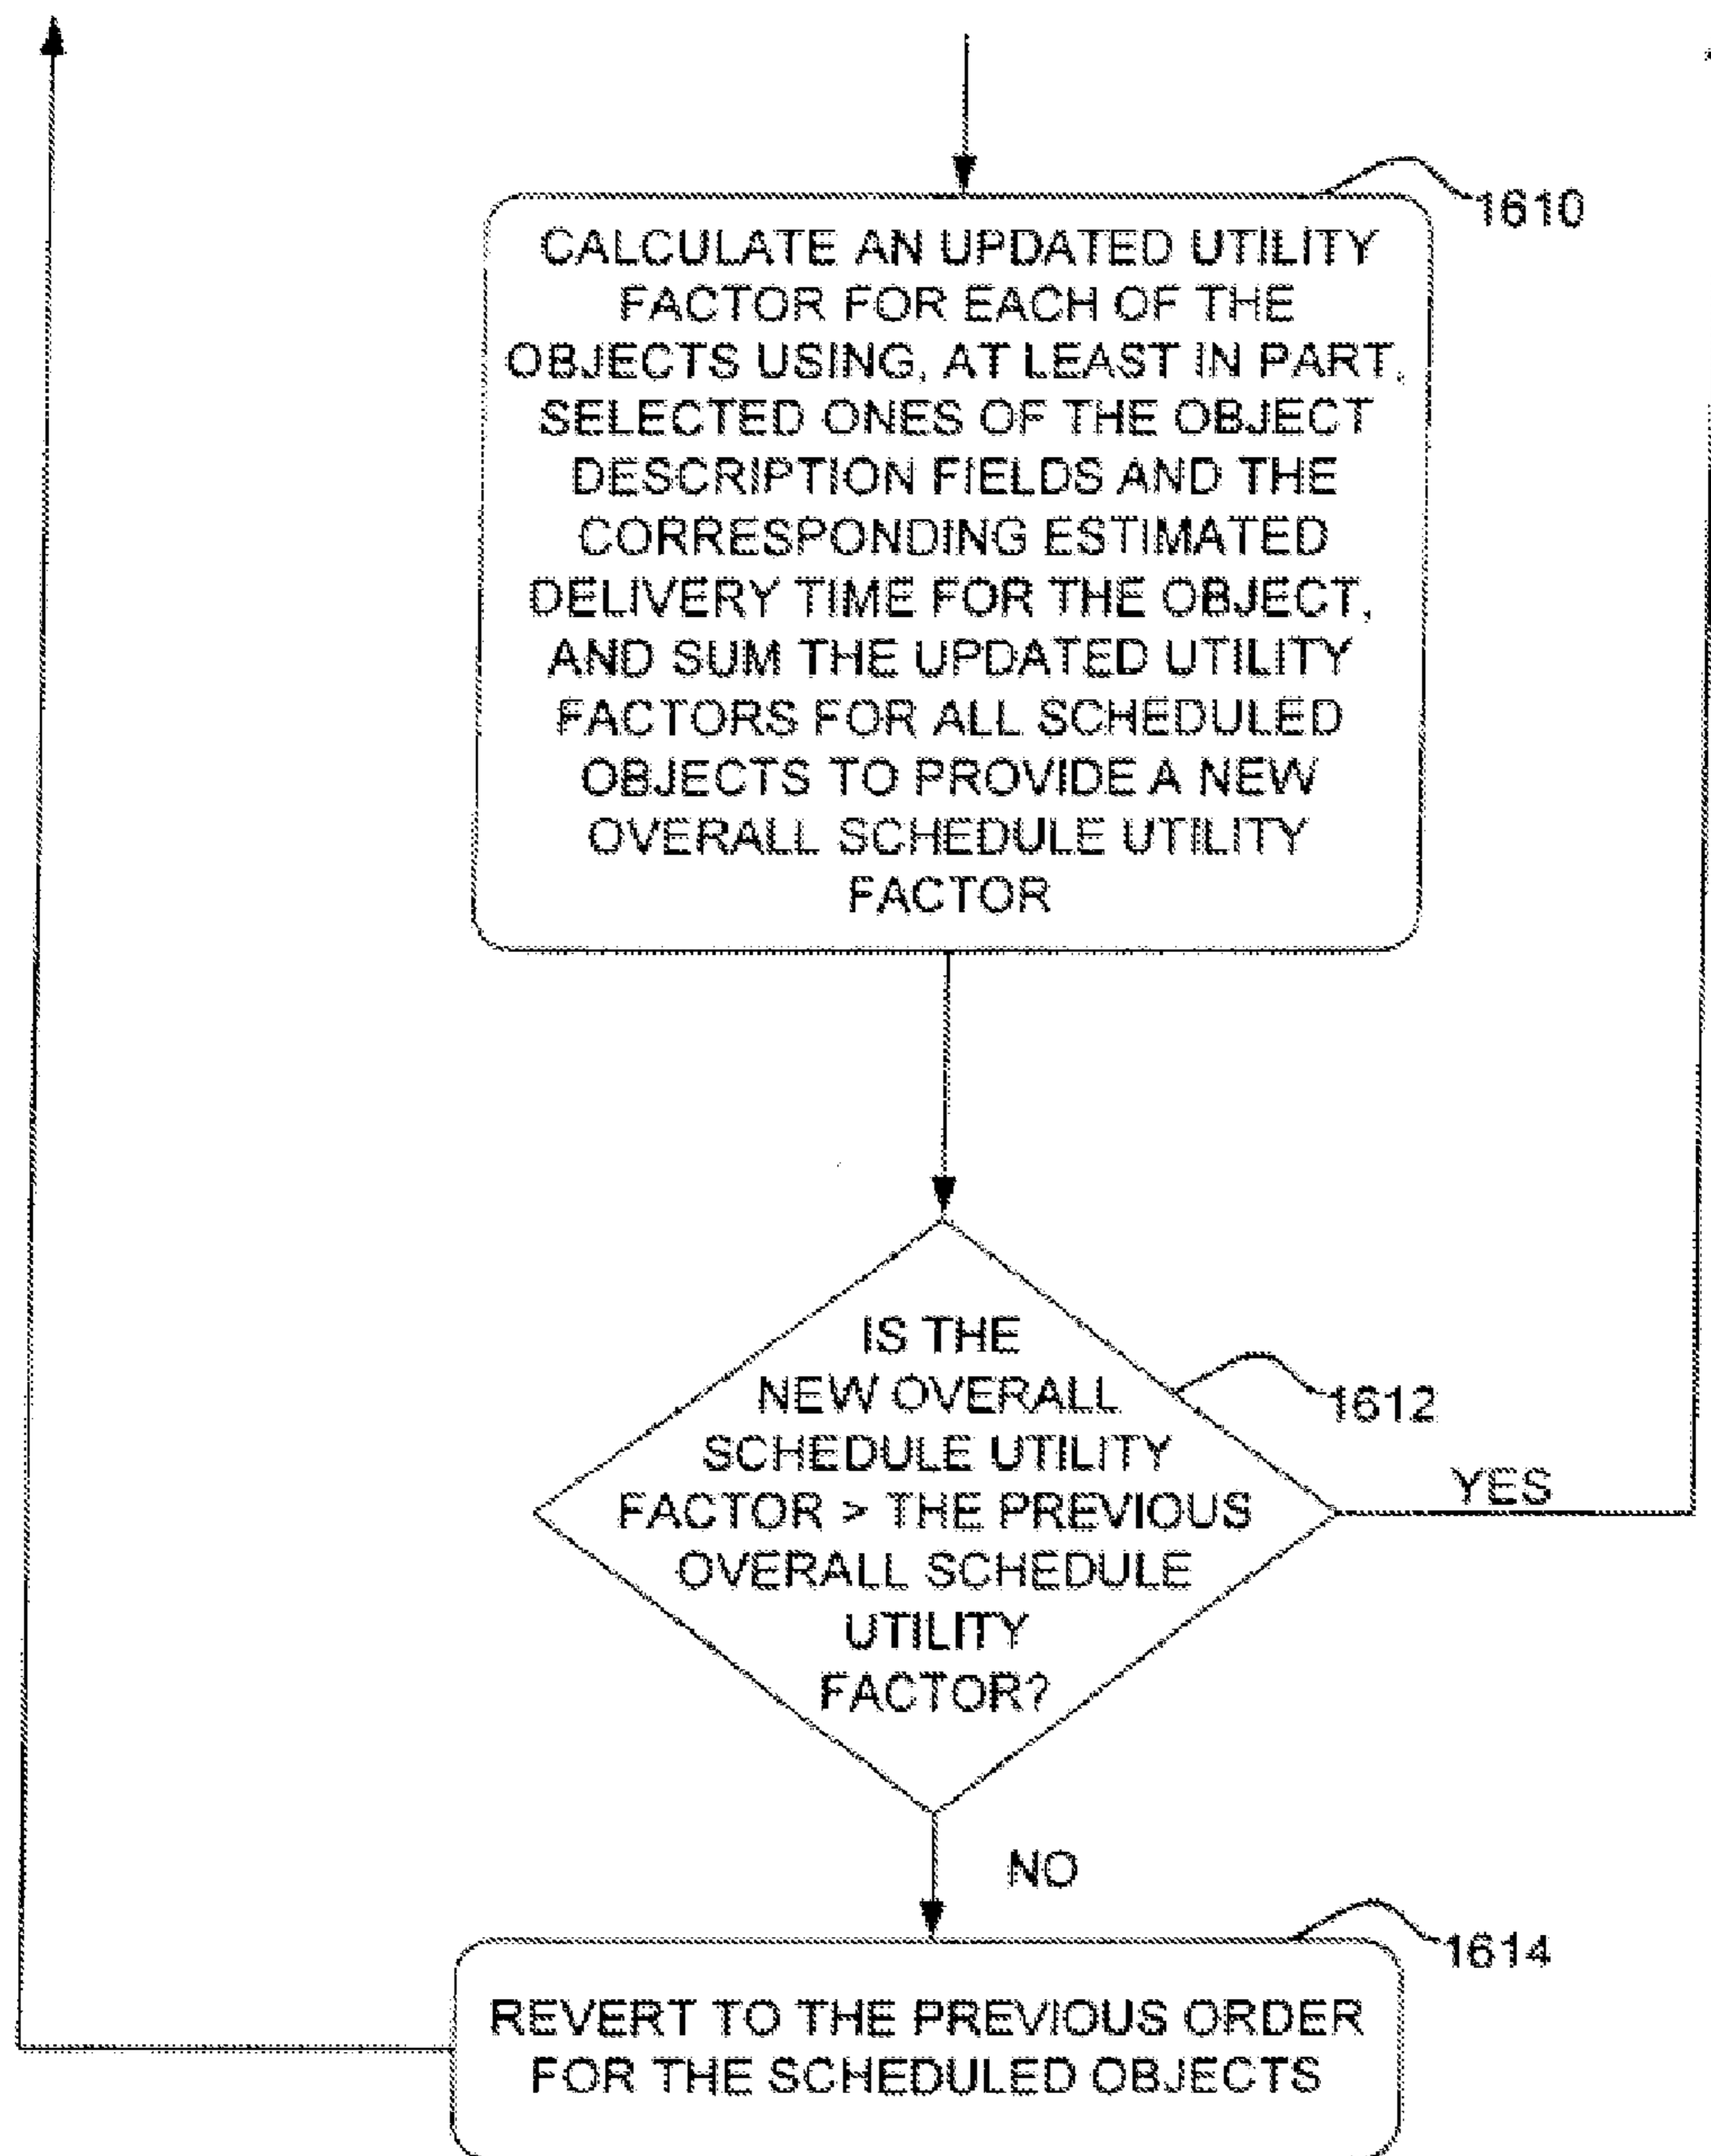 1610
CALCULATE AN UPDATED UTILITY
FACTOR FOR EACH OF THE
OBJECTS USING, AT LEAST IN PART,
SELECTED ONES OF THE OBJECT
DESCRIPTION FIELDS AND THE
CORRESPONDING ESTIMATED
DELIVERY TIME FOR THE OBJECT,
AND SUM THE UPDATED UTILITY
FACTORS FOR ALL SCHEDULED
OBJECTS TO PROVIDE A NEW
OVERALL SCHEDULE UTILITY
FACTOR
IS THE
NEW OVERALL
SCHEDULE UTILITY
FACTOR > THE PREVIOUS
OVERALL SCHEDULE
UTILITY
FACTOR?
1612
YES
NO
1614
REVERT TO THE PREVIOUS ORDER
FOR THE SCHEDULED OBJECTS